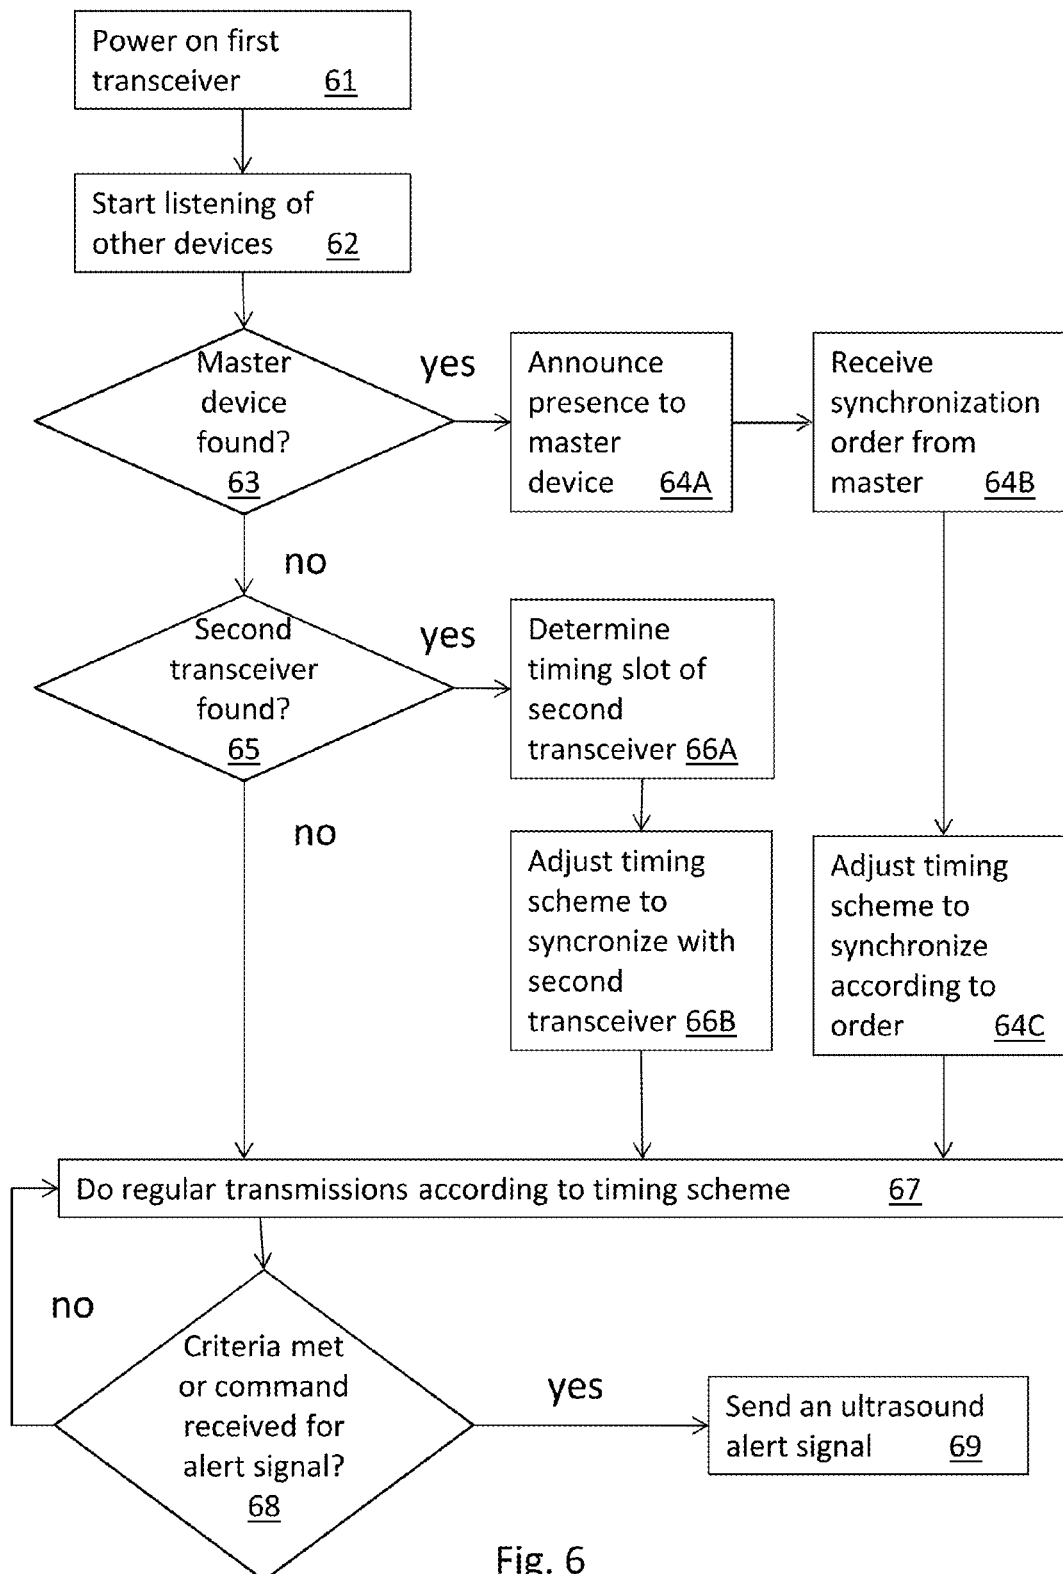 Power on first
transceiver 61
Start listening of
other devices 62
Master
device
found?
63
yes
Announce
presence to
master
device 64A
Receive
synchronization
order from
master 64B
no
Second
transceiver
found?
65
yes
Determine
timing slot of
second
transceiver 66A
no
Adjust timing
scheme to
syncronize with
second
transceiver 66B
Adjust timing
scheme to
synchronize
according to
order 64C
Do regular transmissions according to timing scheme 67
no
Criteria met
or command
received for
alert signal?
68
yes
Send an ultrasound
alert signal 69
Fig. 6